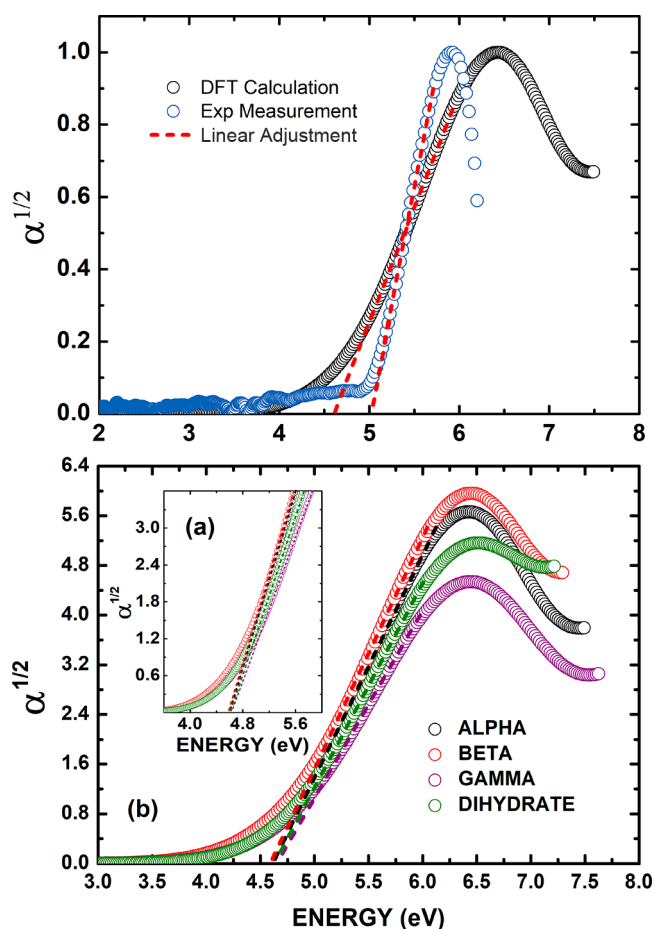 1.0
DFT Calculation
Exp Measurement
Linear Adjustment
0.8
0.6
α1/2
0.4
0.2
0.0
2 3 4 5 6 7 8
6.4
5.6
4.8
4.0
3.2
2.4
1.6
0.8
0.0
α1/2
(a)
3.0
2.4
1.8
1.2
0.6
α1/2
4.0 4.8 5.6
ENERGY (eV)
ALPHA
BETA
GAMMA
DIHYDRATE
(b)
3.0 3.5 4.0 4.5 5.0 5.5 6.0 6.5 7.0 7.5 8.0
ENERGY (eV)